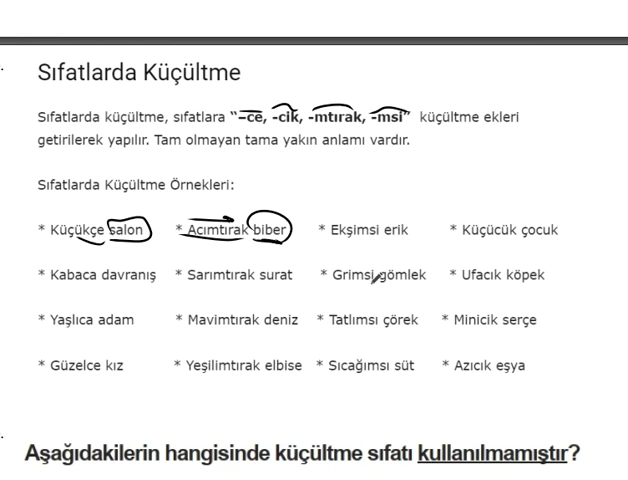 Sıfatlarda Küçültme
Sıfatlarda küçültme, sıfatlara “–ce, -cik, -mtırak, -msi” küçültme ekleri
getirilerek yapılır. Tam olmayan tama yakın anlamı vardır.
Sıfatlarda Küçültme Örnekleri:
* Küçükçe salon * Acımtırak biber * Ekşimsi erik * Küçücük çocuk
* Kabaca davranış * Sarımtırak surat * Grimsi gömlek * Ufacık köpek
* Yaşlıca adam * Mavimtırak deniz * Tatlımsı çörek * Minicik serçe
* Güzelce kız * Yeşilimtırak elbise * Sıcağımsı süt * Azıcık eşya
Aşağıdakilerin hangisinde küçültme sıfatı kullanılmamıştır?